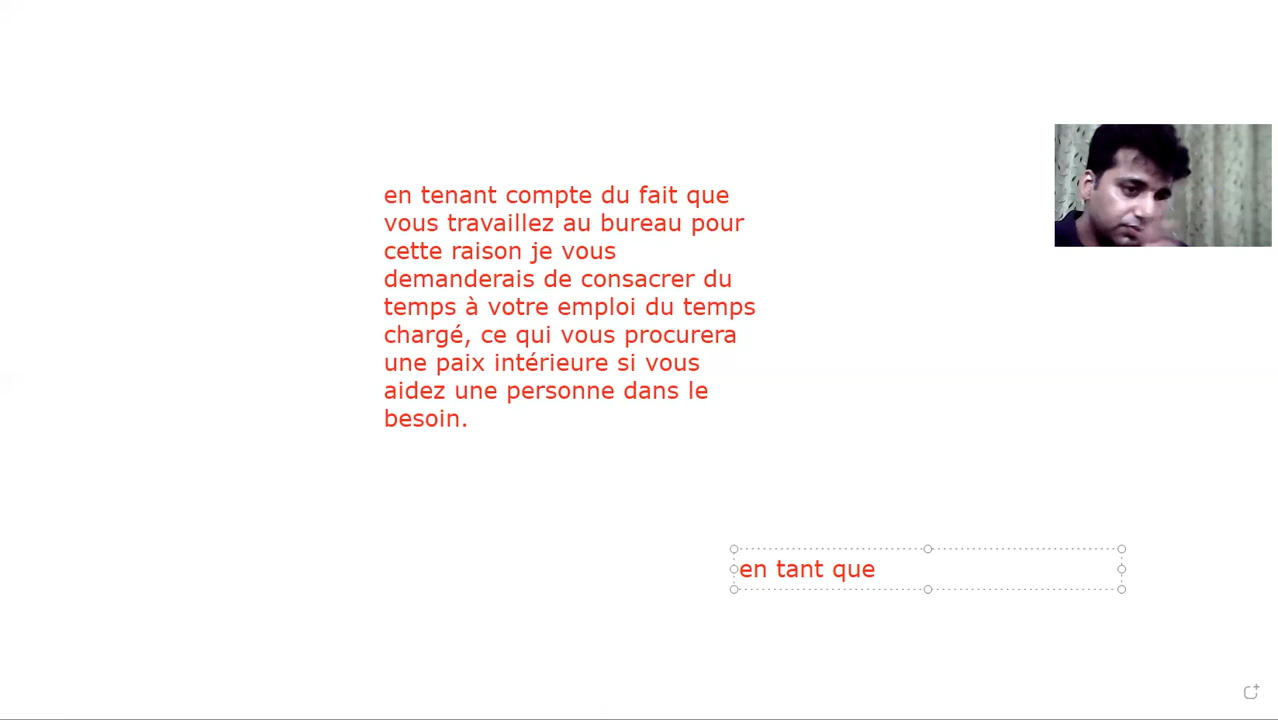 en tenant compte du fait que
vous travaillez au bureau pour
cette raison je vous
demanderais de consacrer du
temps à votre emploi du temps
chargé, ce qui vous procurera
une paix intérieure si vous
aidez une personne dans le
besoin.
en tant que